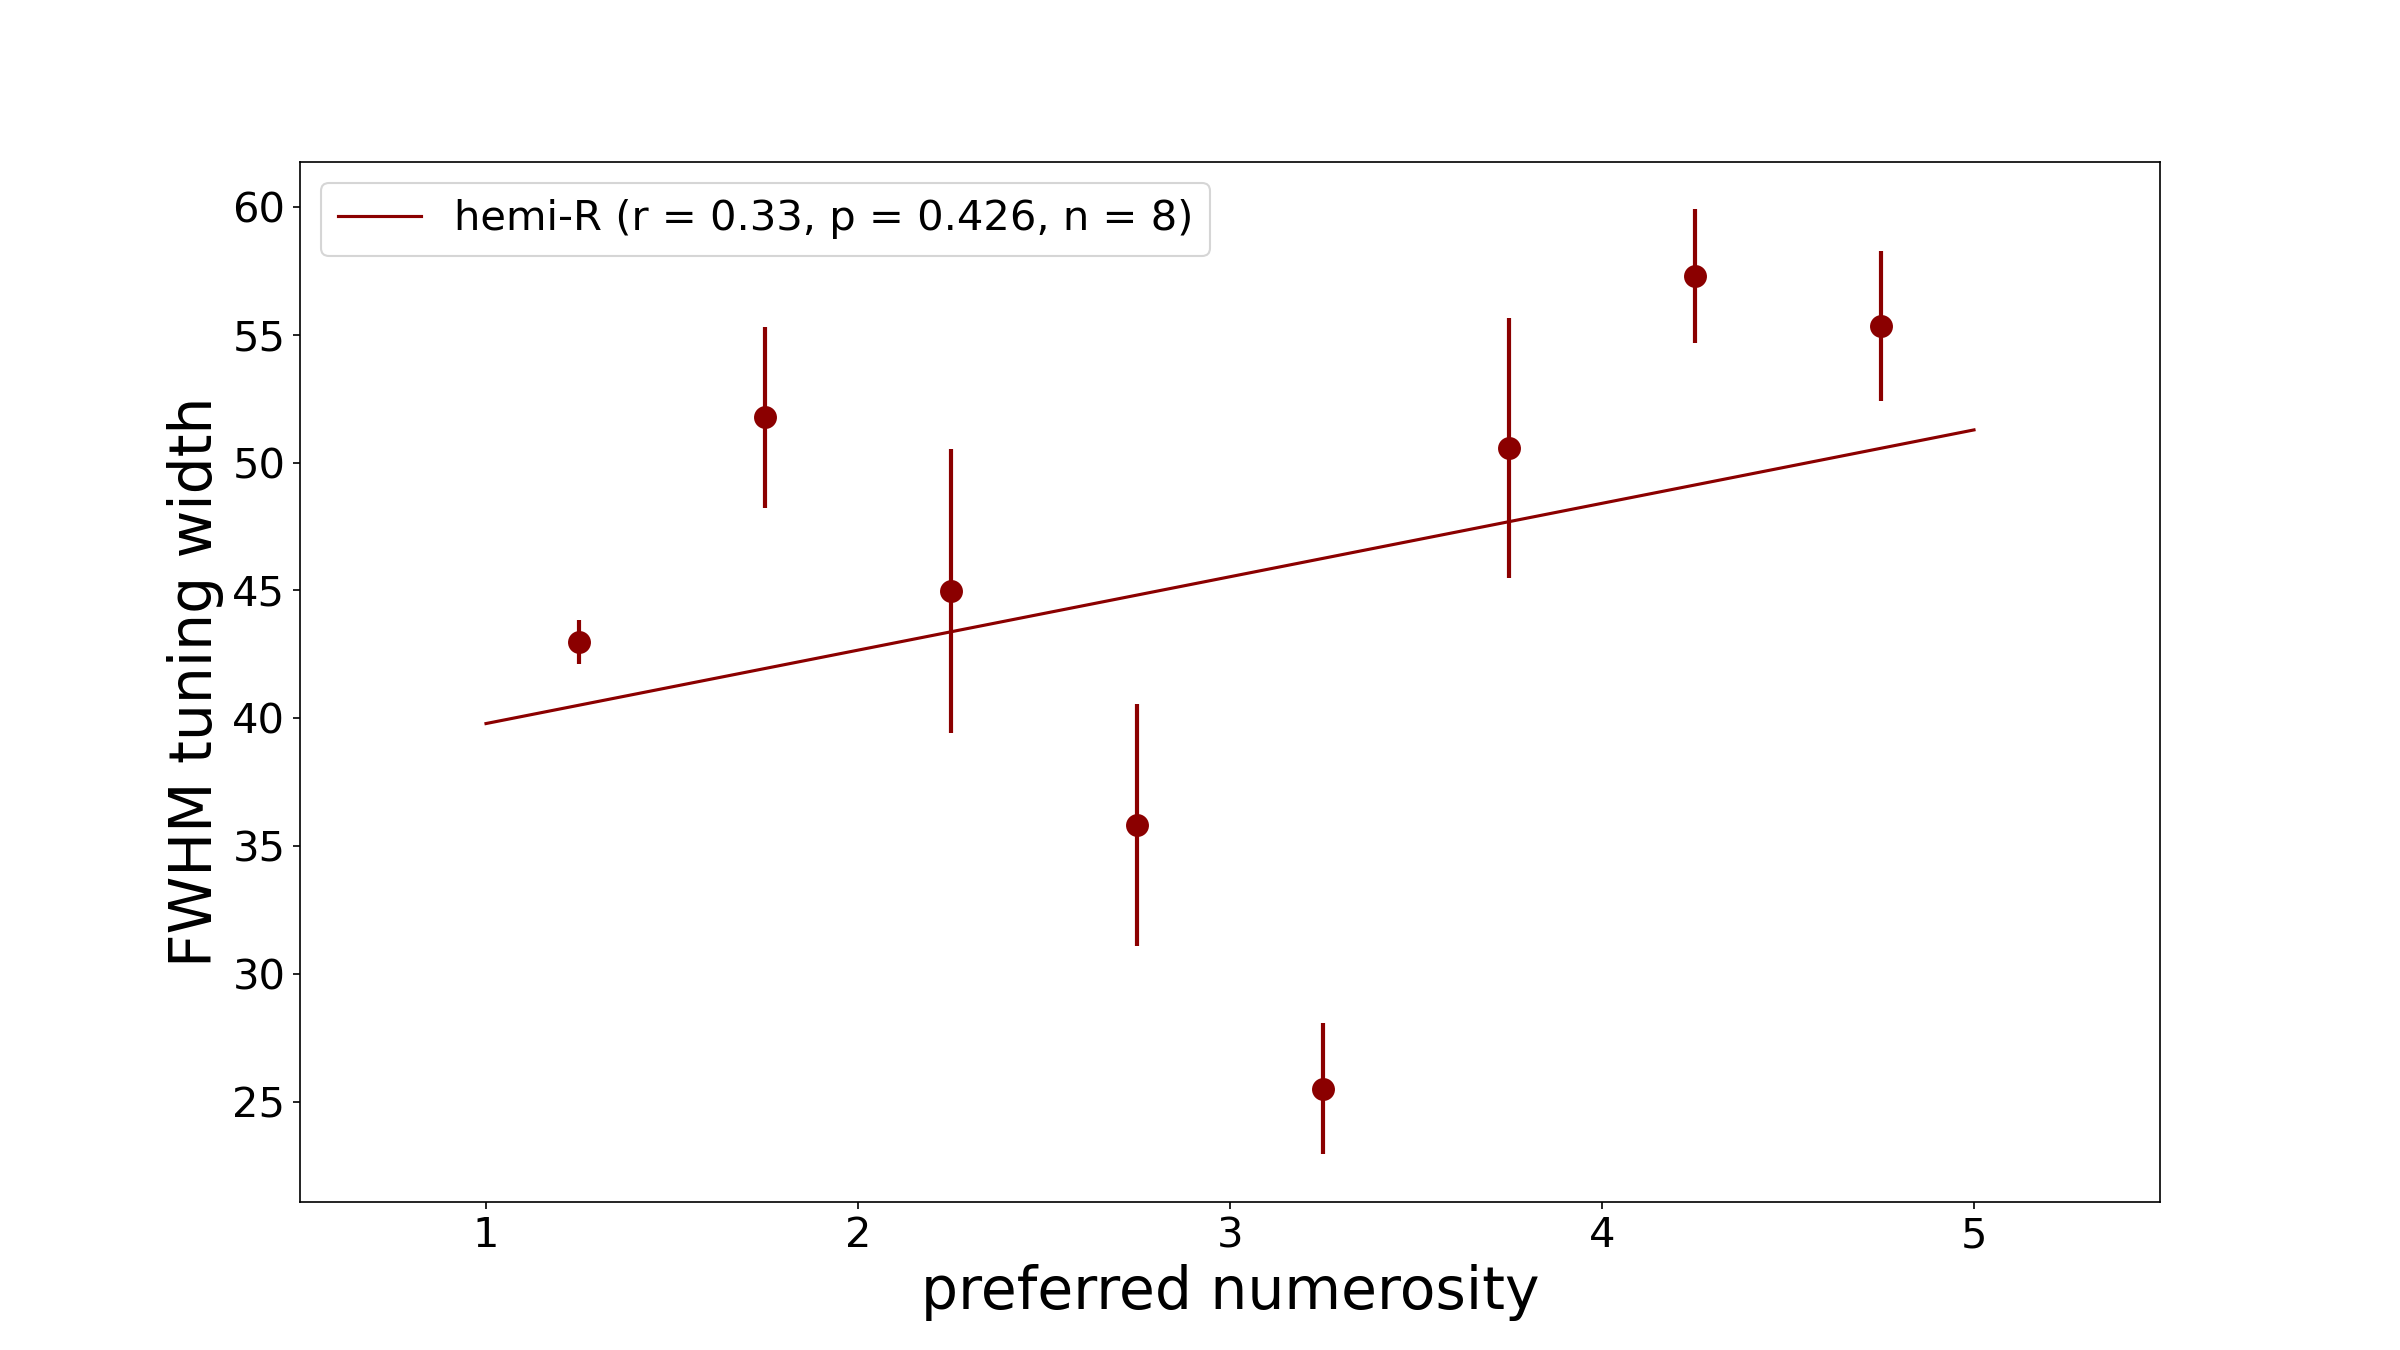 hemi-R (r = 0.33, p = 0.426, n = 8)
FWHM tuning width
60
55
50
45
40
35
30
25
1 2 3 4 5
preferred numerosity